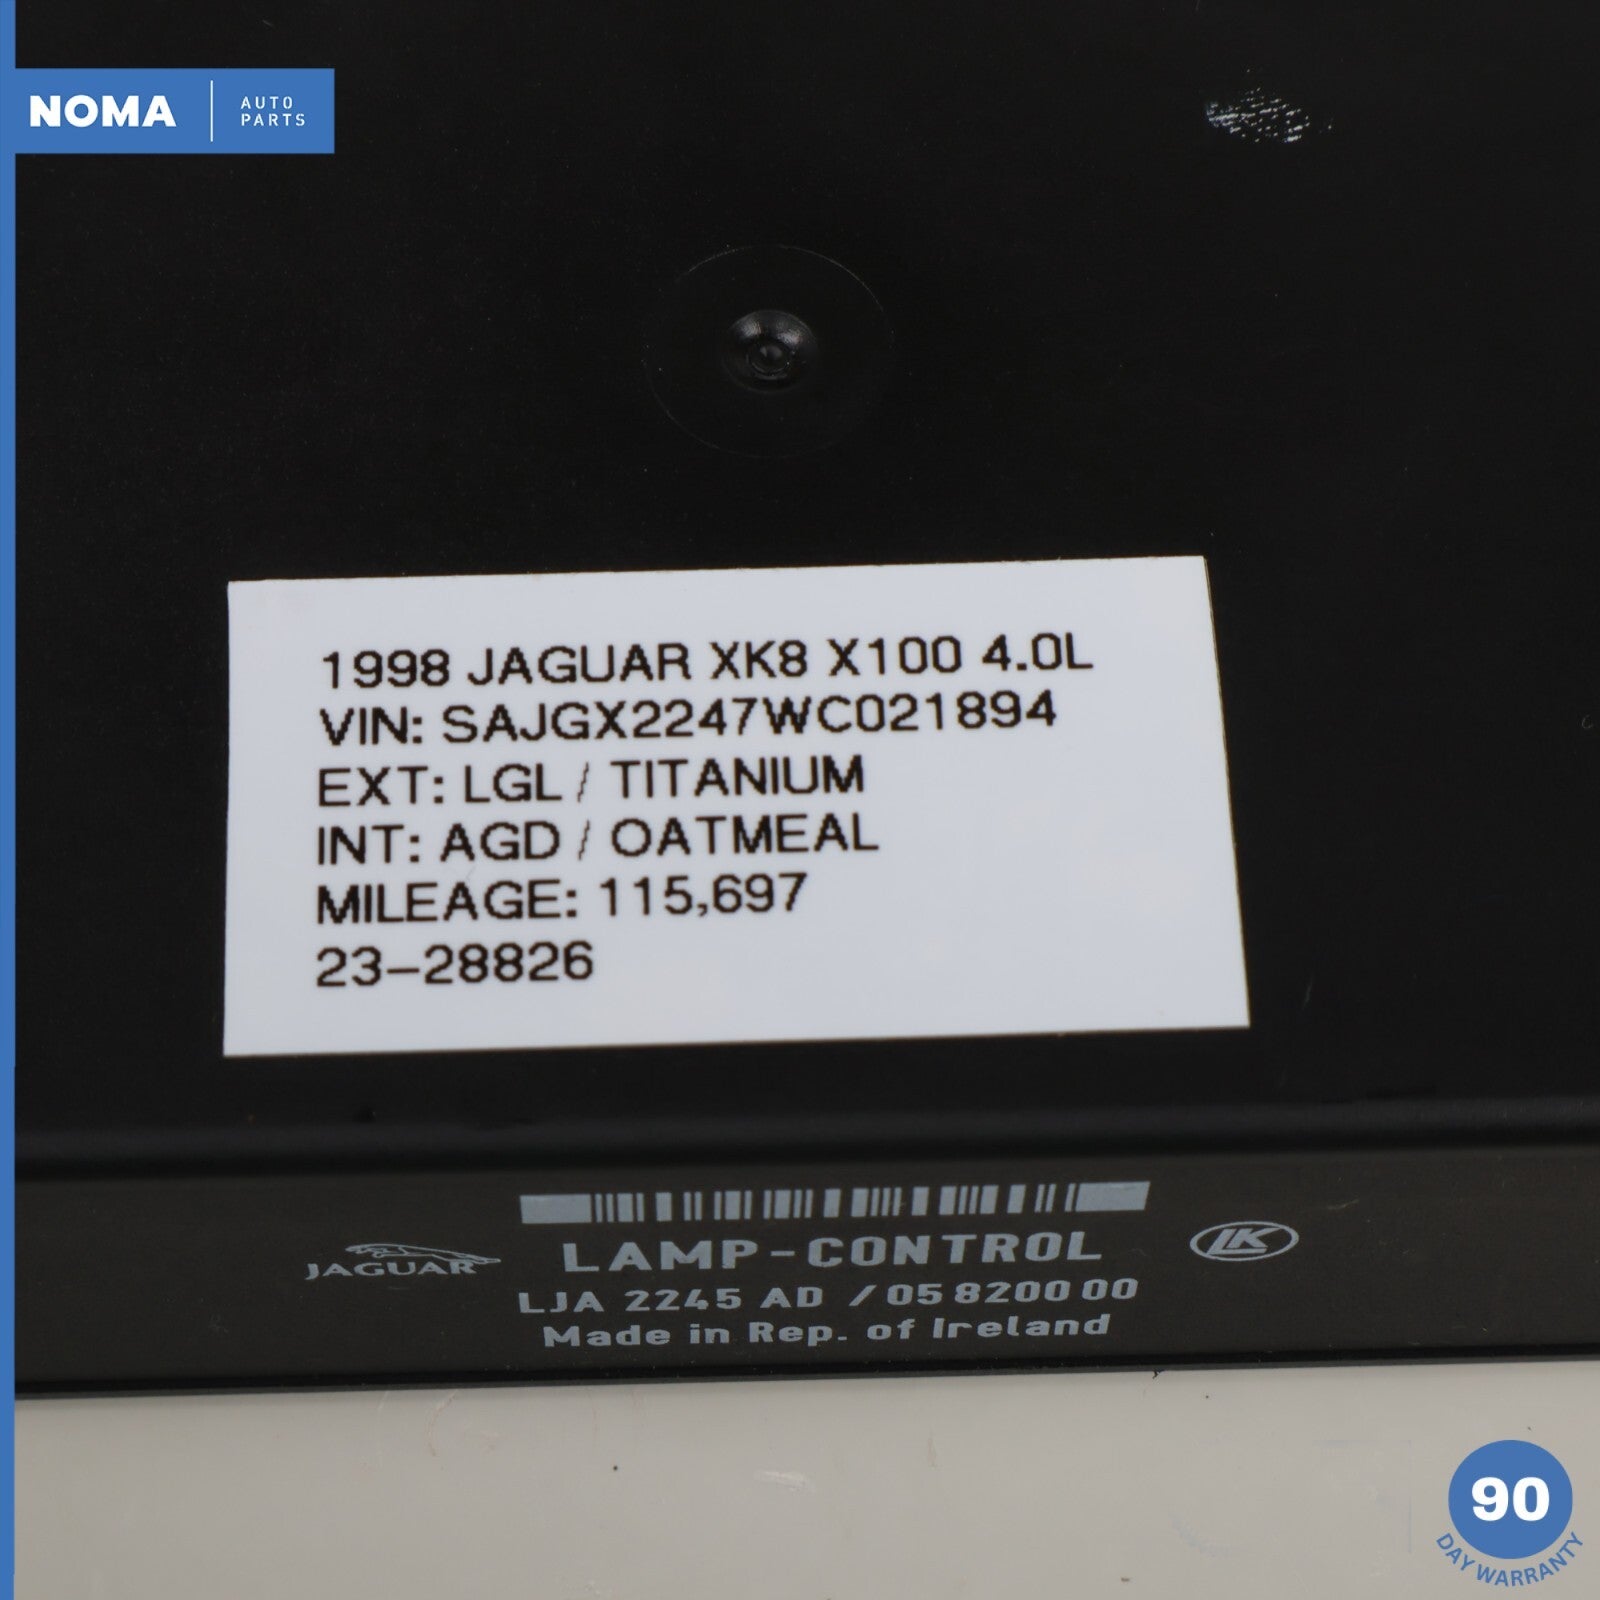 NOMA
AUTO
PARTS
1998 JAGUAR XK8 X100 4.0L
VIN: SAJGX2247WC021894
EXT: LGL / TITANIUM
INT: AGD / OATMEAL
MILEAGE: 115,697
23-28826
JAGUAR
LAMP-CONTROL
LK
LJA 2245 AD / 05 8200 00
Made in Rep. of Ireland
90
DAY WARRANTY